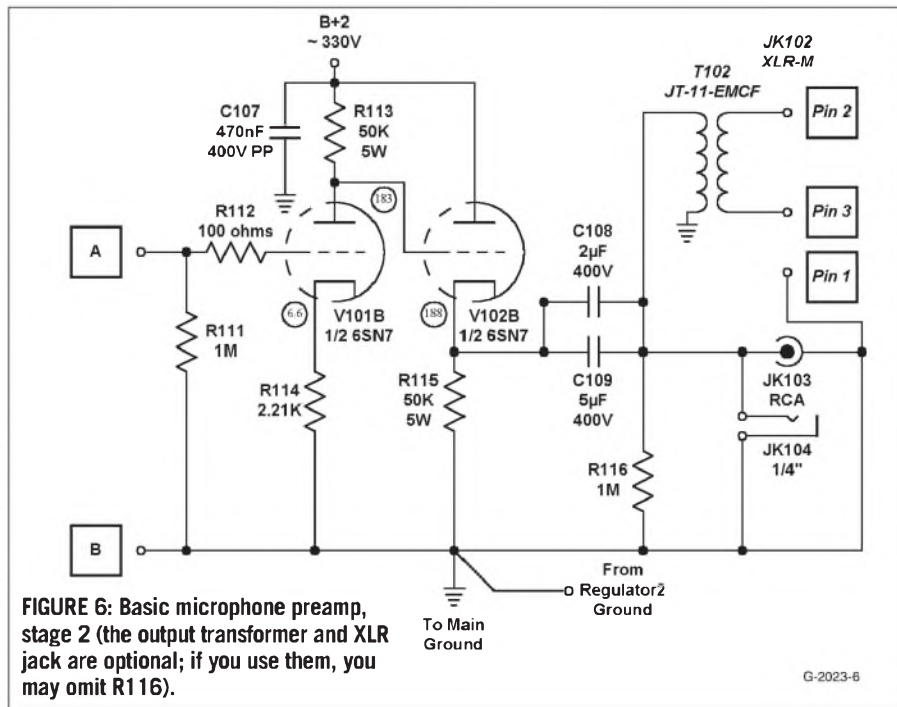 B+2
~ 330V
JK102
XLR-M
T102
JT-11-EMCF
Pin 2
C107
470nF
400V PP
R113
50K
5W
183
Pin 3
R112
100 ohms
C108
2µF
400V
A
Pin 1
6.6
V101B
1/2 6SN7
188
V102B
1/2 6SN7
R111
1M
C109
5µF
400V
JK103
RCA
R114
2.21K
R115
50K
5W
JK104
1/4"
R116
1M
B
From
Regulator2
Ground
To Main
Ground
FIGURE 6: Basic microphone preamp,
stage 2 (the output transformer and XLR
jack are optional; if you use them, you
may omit R116).
G-2023-6